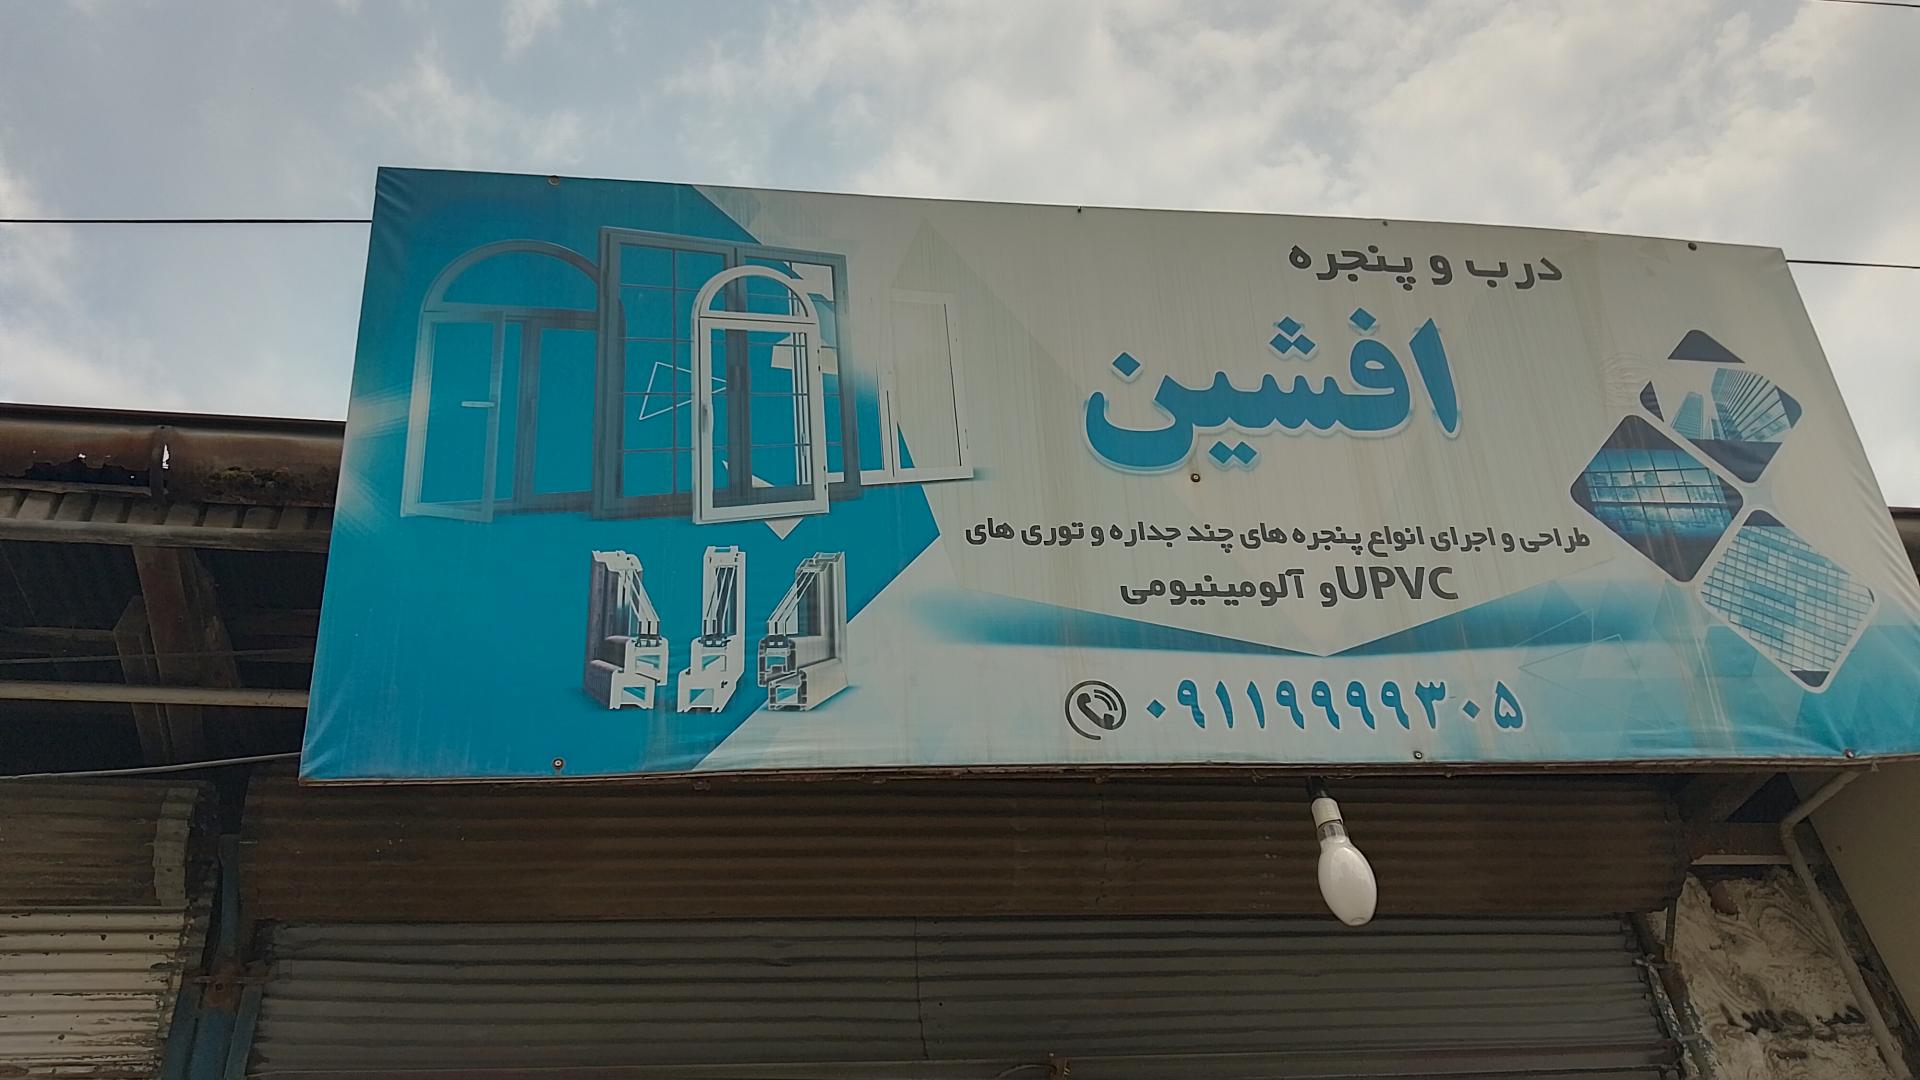 درب و پنجره
افشین
طراحی و اجرای انواع پنجره های چند جداره و توری های
UPVCو آلومینیومی
۰۹۱۱۹۹۹۹۳۰۵